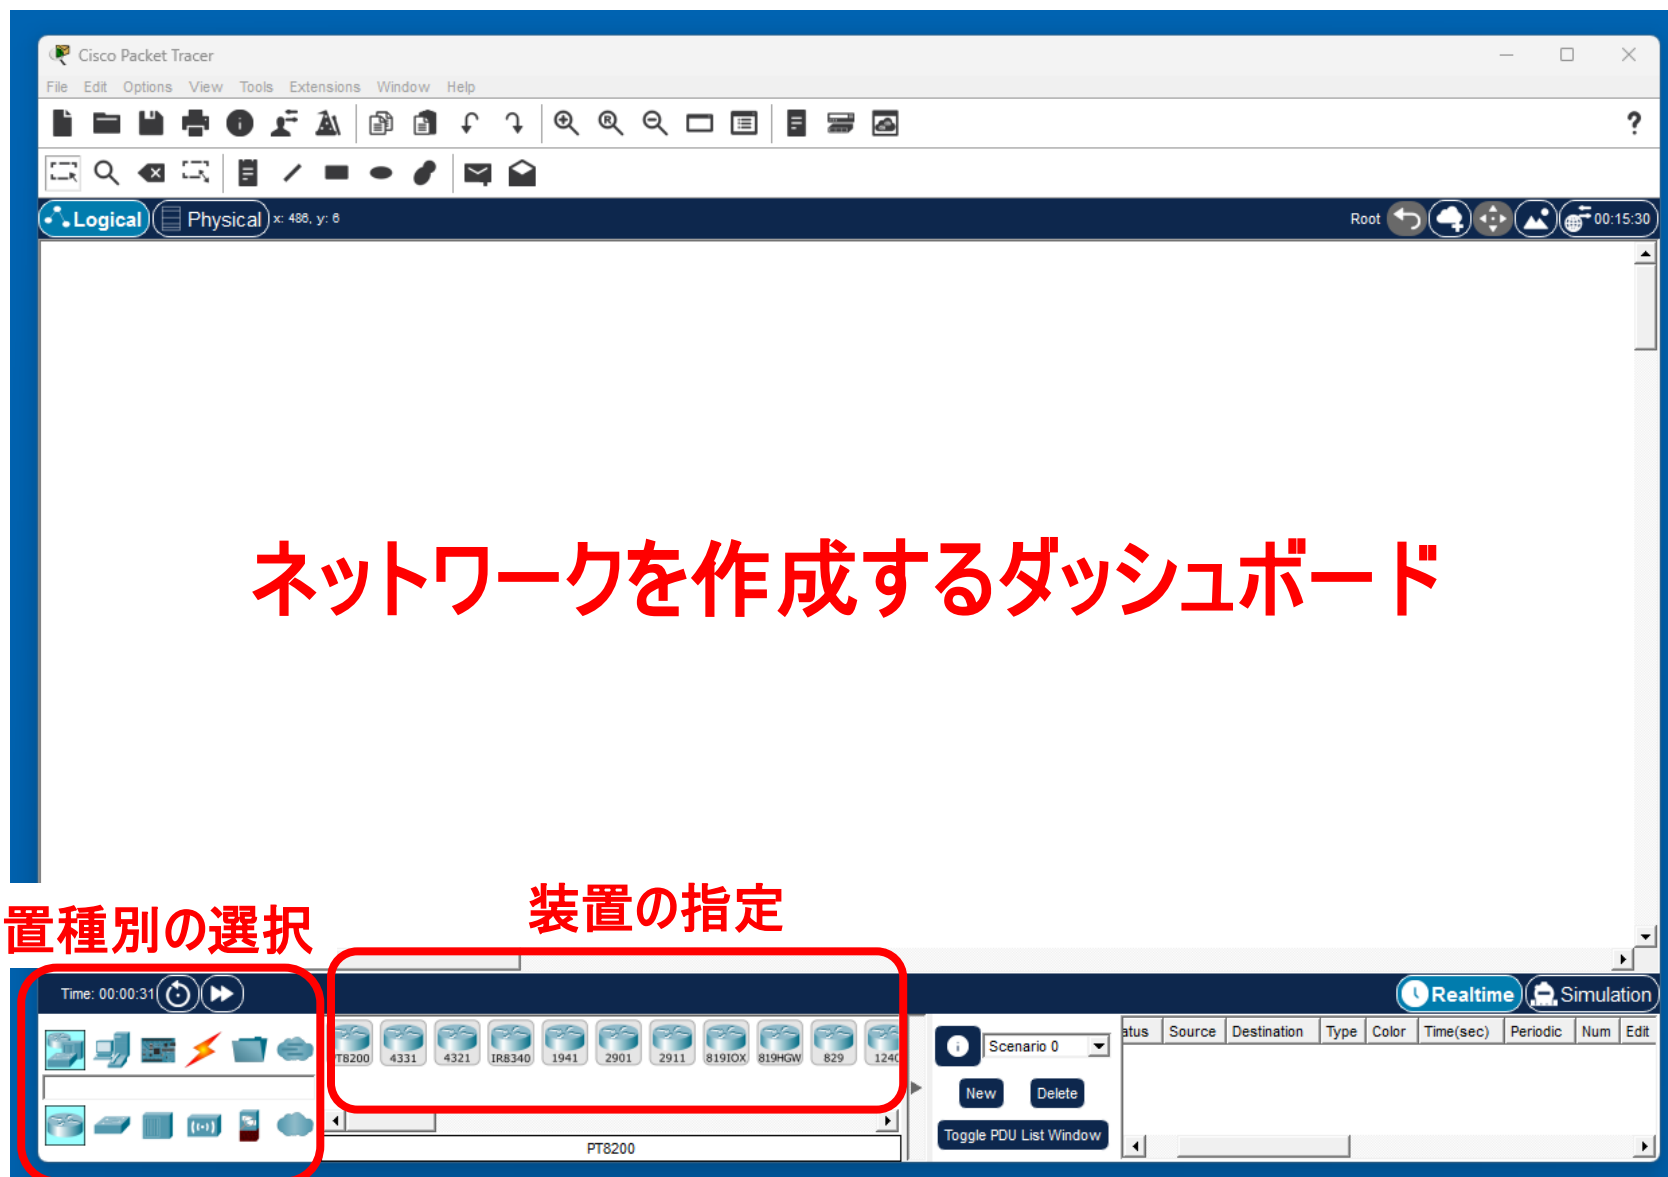 Cisco Packet Tracer
File Edit Options View Tools Extensions Window Help
?
Logical Physical x: 486, y: 6 Root 00:15:30
ネットワークを作成するダッシュボード
装置の指定
置種別の選択
Time: 00:00:31 Realtime Simulation
PT8200 4331 4321 IR8340 1941 2901 2911 819IOX 819HGW 829 1240
Scenario 0
atus Source Destination Type Color Time(sec) Periodic Num Edit
New Delete
Toggle PDU List Window
PT8200